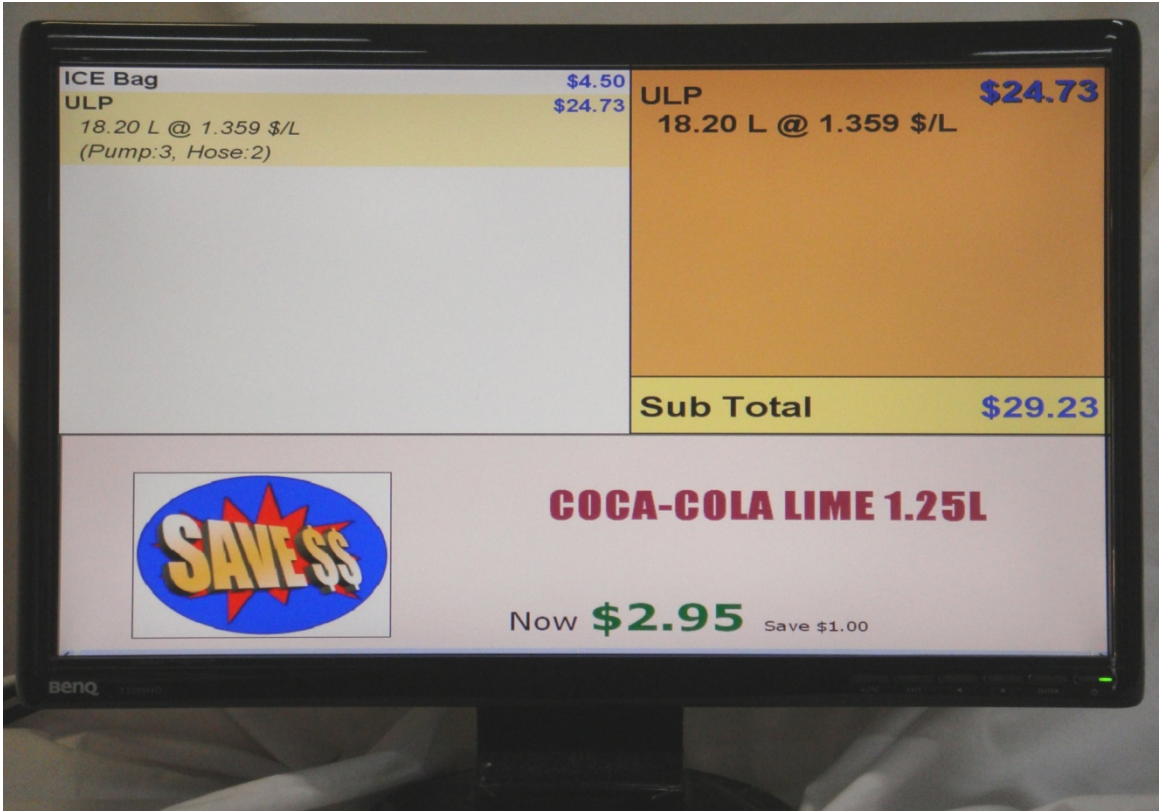 ICE Bag $4.50
ULP $24.73
18.20 L @ 1.359 $/L
(Pump:3, Hose:2)
ULP $24.73
18.20 L @ 1.359 $/L
Sub Total $29.23
SAVE $$
COCA-COLA LIME 1.25L
Now $2.95 Save $1.00
BenQ